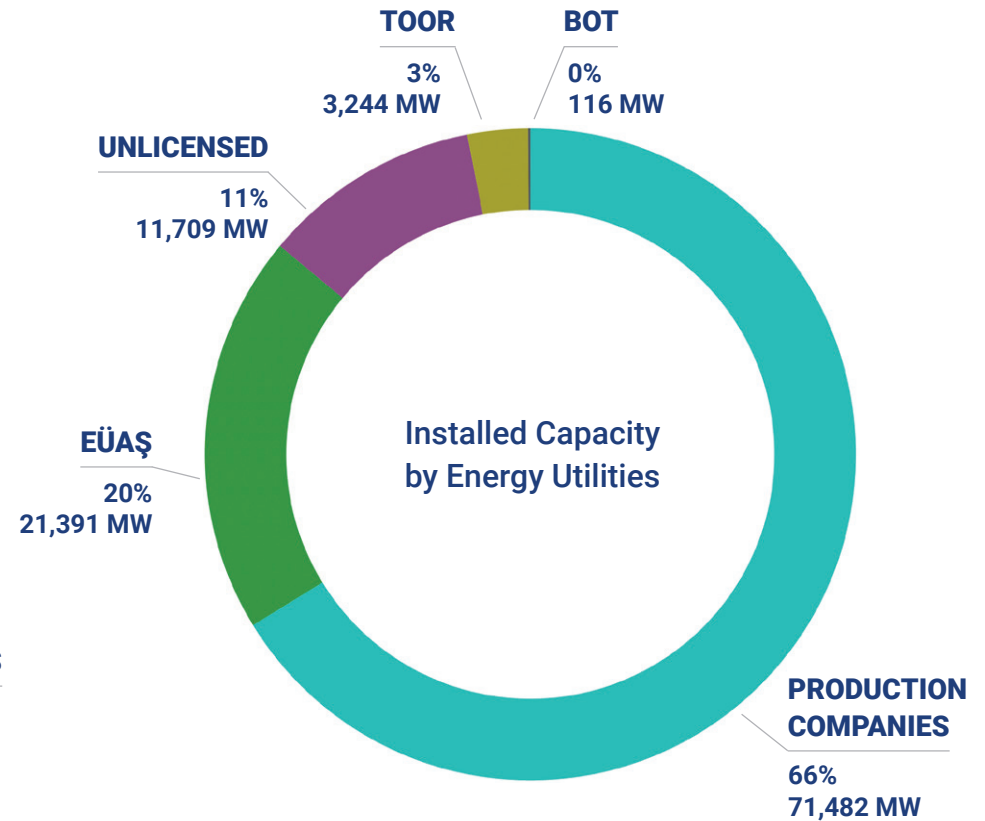 TOOR
3%
3,244 MW
BOT
0%
116 MW
UNLICENSED
11%
11,709 MW
EÜAŞ
20%
21,391 MW
Installed Capacity
by Energy Utilities
PRODUCTION
COMPANIES
66%
71,482 MW